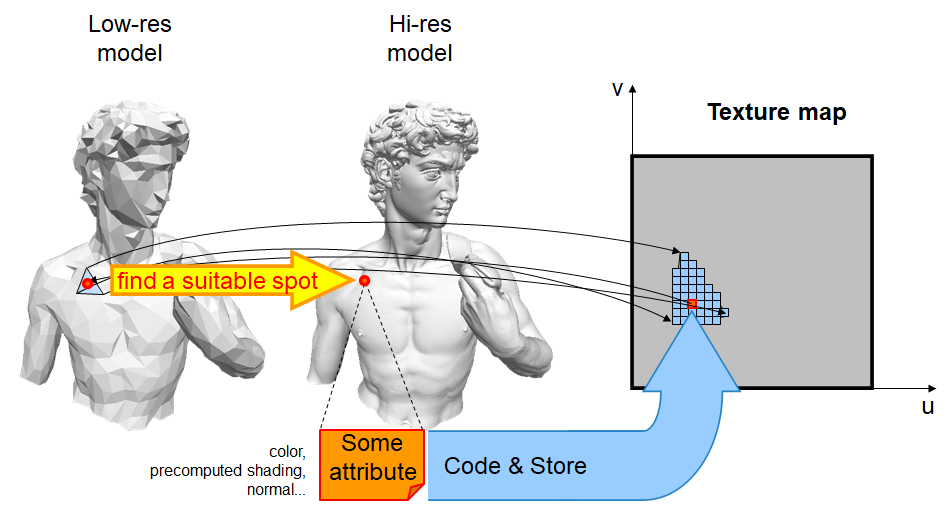 Low-res
model
Hi-res
model
v
Texture map
find a suitable spot
u
Some
attribute
color,
precomputed shading,
normal...
Code & Store